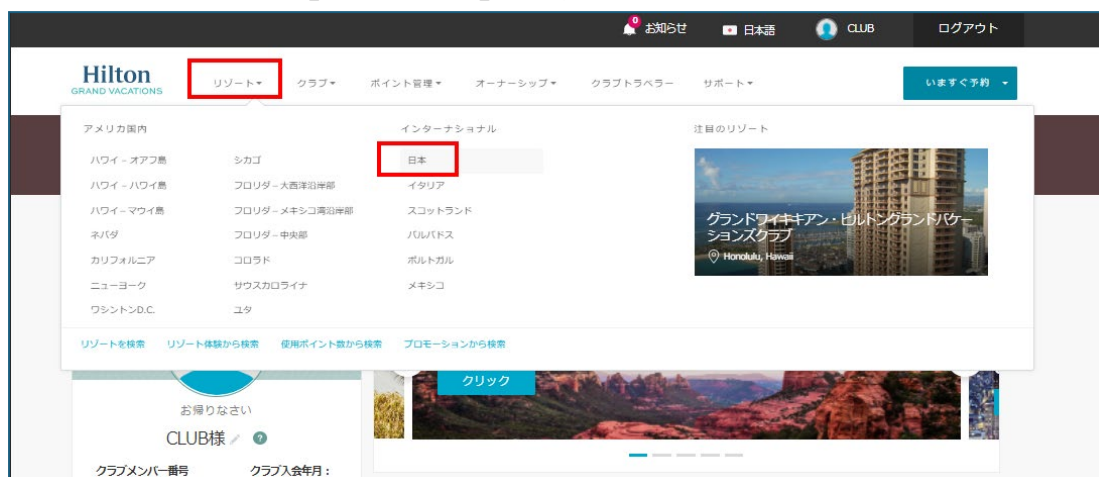 0 お知らせ 日本語 CLUB ログアウト
Hilton
GRAND VACATIONS
リゾート クラブ ポイント管理 オーナーシップ クラブトラベラー サポート いますぐ予約
アメリカ国内 インターナショナル 注目のリゾート
ハワイ – オアフ島 シカゴ 日本
ハワイ – ハワイ島 フロリダ – 大西洋沿岸部 イタリア
ハワイ – マウイ島 フロリダ – メキシコ湾沿岸部 スコットランド
ネバダ フロリダ – 中央部 バルバドス
カリフォルニア コロラド ポルトガル
ニューヨーク サウスカロライナ メキシコ
ワシントンD.C. ユタ
グランドワイキキアン・ヒルトングランドバケー
ションズクラブ
Honolulu, Hawaii
リゾートを検索 リゾート体験から検索 使用ポイント数から検索 プロモーションから検索
クリック
お帰りなさい
CLUB様 ?
クラブメンバー番号 クラブ入会年月：